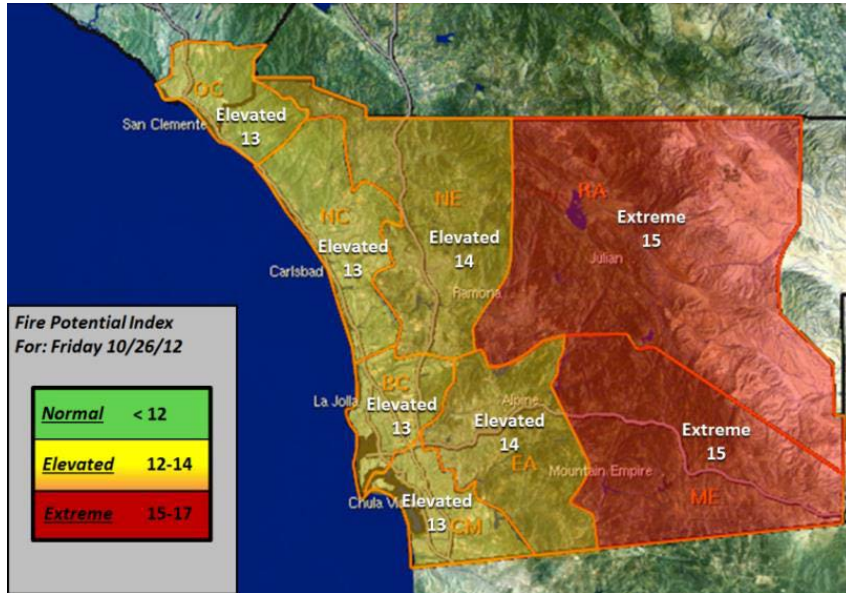 OC
Elevated
13
San Clemente
NC
Elevated
13
NE
Elevated
14
RA
Extreme
15
Julian
Carlsbad
Ramona
Fire Potential Index
For: Friday 10/26/12
Normal < 12
Elevated 12-14
Extreme 15-17
BC
La Jolla
Elevated
13
Alpine
Elevated
14
EA
Extreme
15
Mountain Empire
ME
Chula Vi
Elevated
13
CM